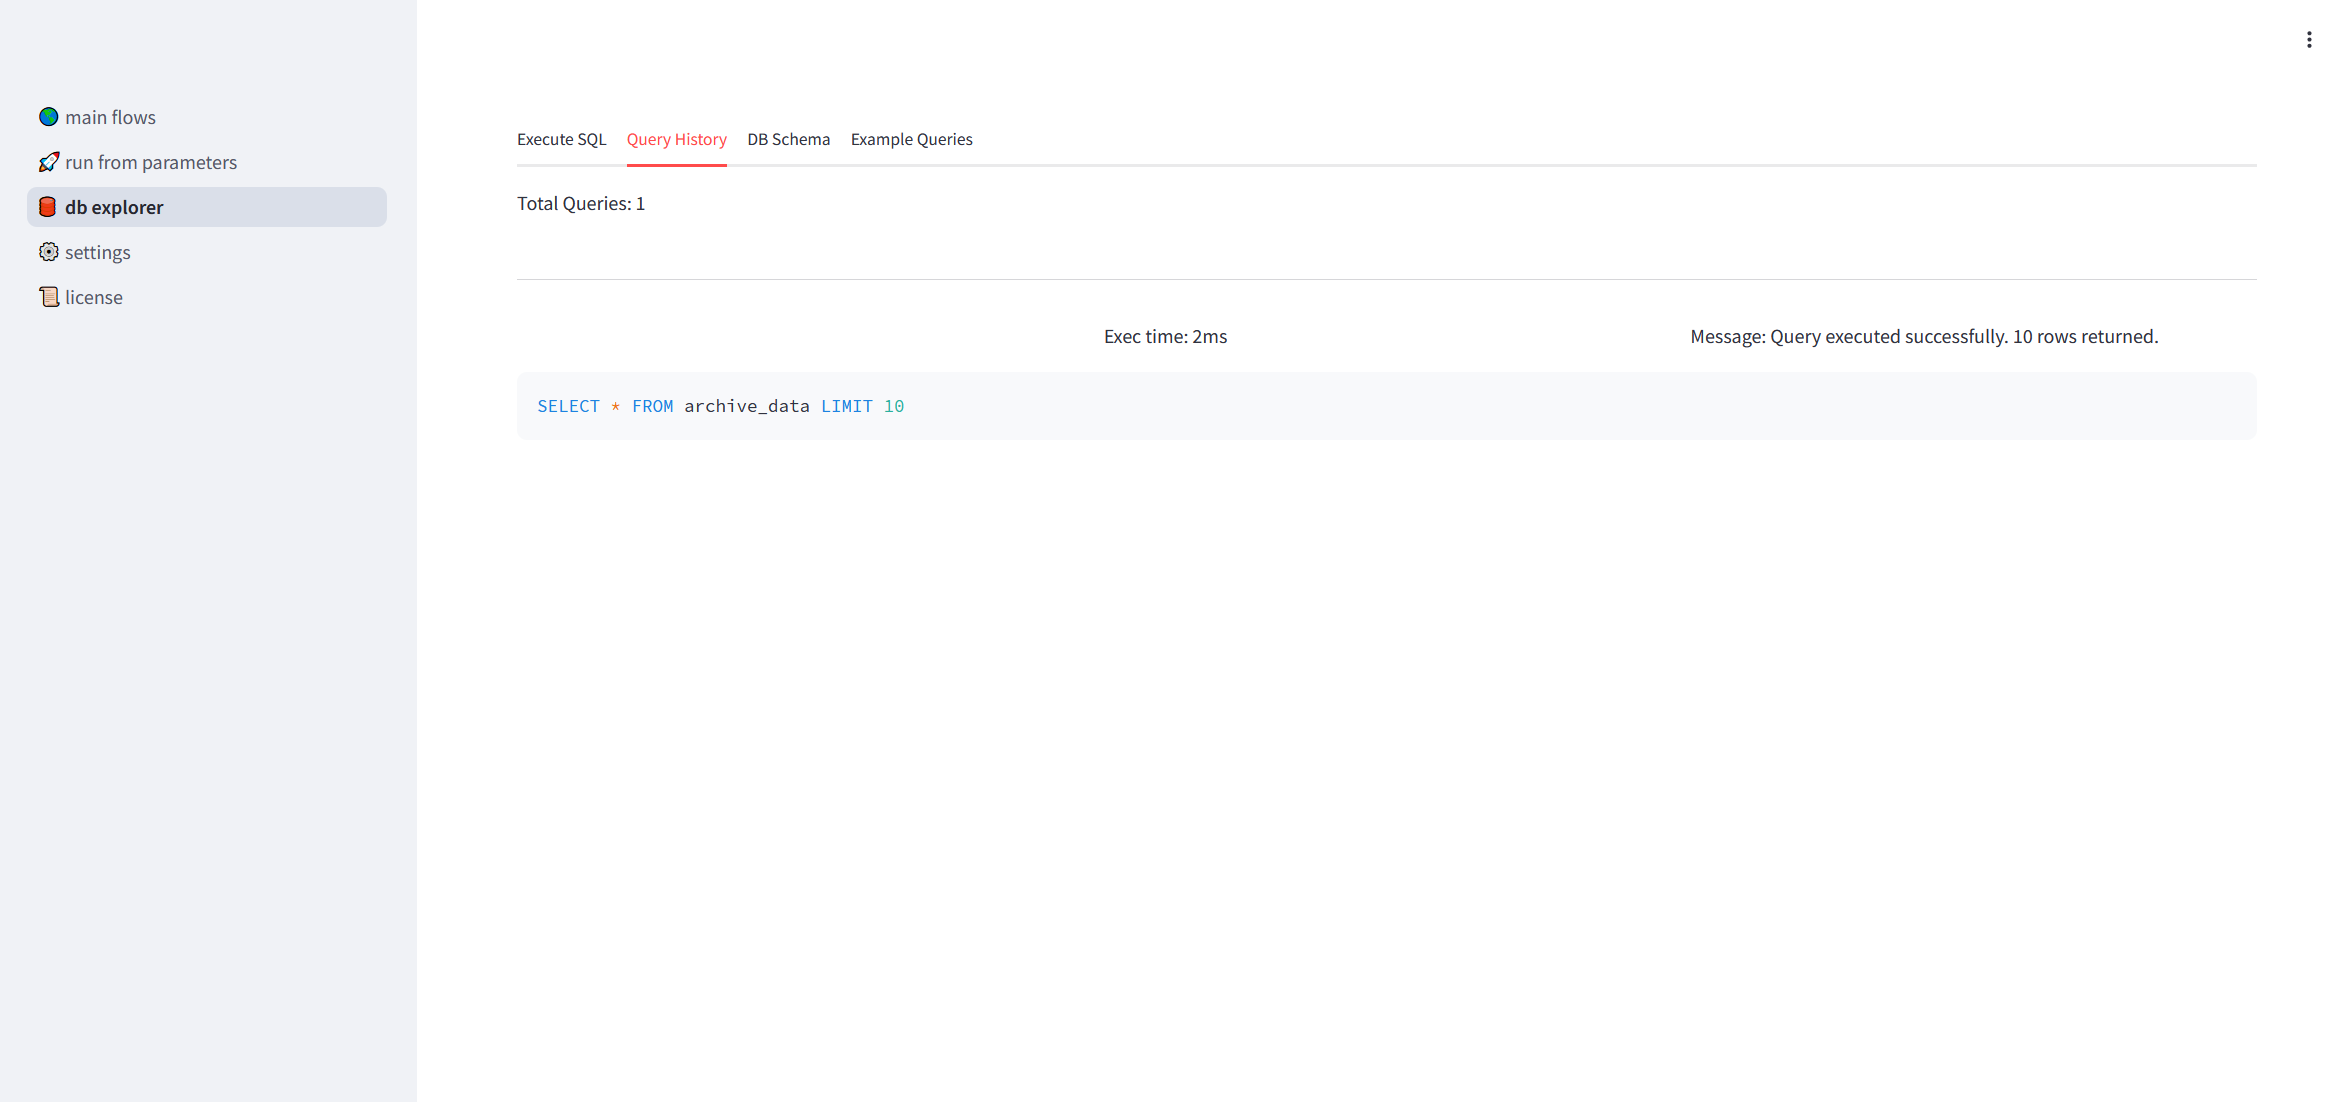 main flows
run from parameters
db explorer
settings
license
Execute SQL Query History DB Schema Example Queries
Total Queries: 1
Exec time: 2ms Message: Query executed successfully. 10 rows returned.
SELECT * FROM archive_data LIMIT 10